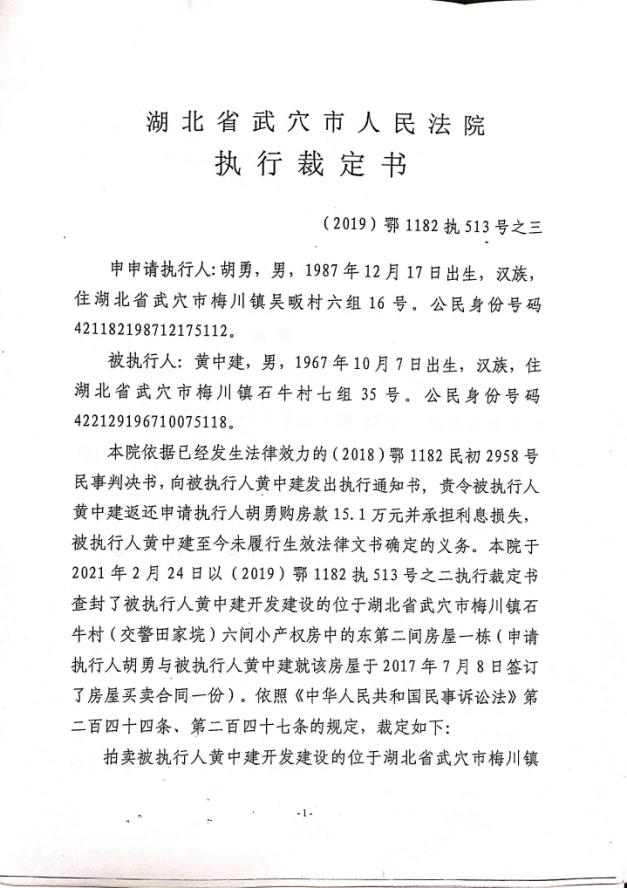 湖北省武穴市人民法院
执行裁定书
（2019）鄂1182执513号之三
申申请执行人:胡勇，男，1987年12月17日出生，汉族，
住湖北省武穴市梅川镇吴畈村六组16号。公民身份号码
421182198712175112。
被执行人：黄中建，男，1967年10月7日出生，汉族，住
湖北省武穴市梅川镇石牛村七组35号。公民身份号码
422129196710075118。
本院依据已经发生法律效力的(2018)鄂1182民初2958号
民事判决书，向被执行人黄中建发出执行通知书，责令被执行人
黄中建返还申请执行人胡勇购房款15.1万元并承担利息损失，
被执行人黄中建至今未履行生效法律文书确定的义务。本院于
2021年2月24日以(2019)鄂1182执513号之二执行裁定书
查封了被执行人黄中建开发建设的位于湖北省武穴市梅川镇石
牛村（交警田家垸）六间小产权房中的东第二间房屋一栋（申请
执行人胡勇与被执行人黄中建就该房屋于2017年7月8日签订
了房屋买卖合同一份）。依照《中华人民共和国民事诉讼法》第
二百四十四条、第二百四十七条的规定，裁定如下：
拍卖被执行人黄中建开发建设的位于湖北省武穴市梅川镇
-1-